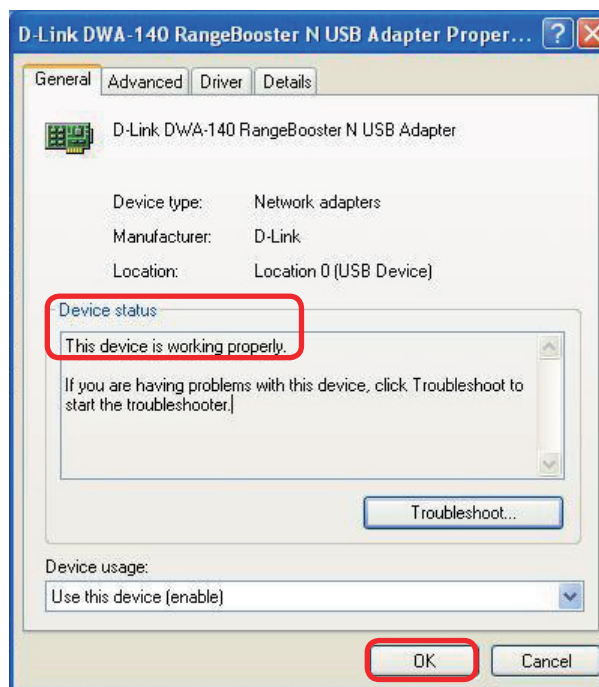 D-Link DWA-140 RangeBooster N USB Adapter Proper... ?
General Advanced Driver Details
D-Link DWA-140 RangeBooster N USB Adapter
Device type: Network adapters
Manufacturer: D-Link
Location: Location 0 (USB Device)
Device status
This device is working properly.
If you are having problems with this device, click Troubleshoot to
start the troubleshooter.
Troubleshoot...
Device usage:
Use this device (enable)
OK Cancel